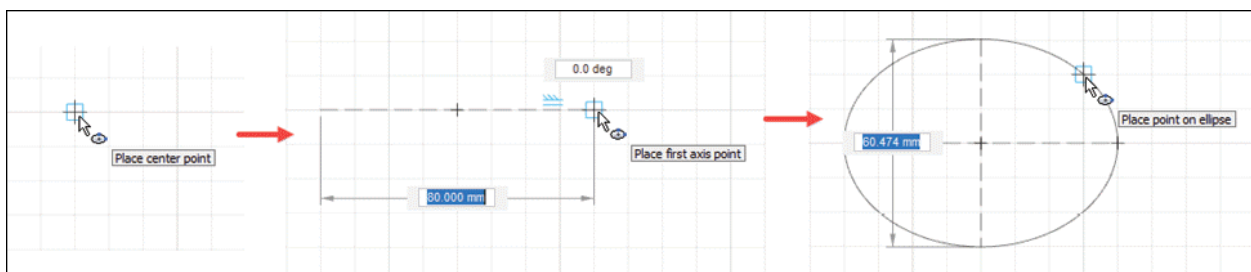 Place center point
0.0 deg
Place first axis point
80.000 mm
Place point on ellipse
60.474 mm